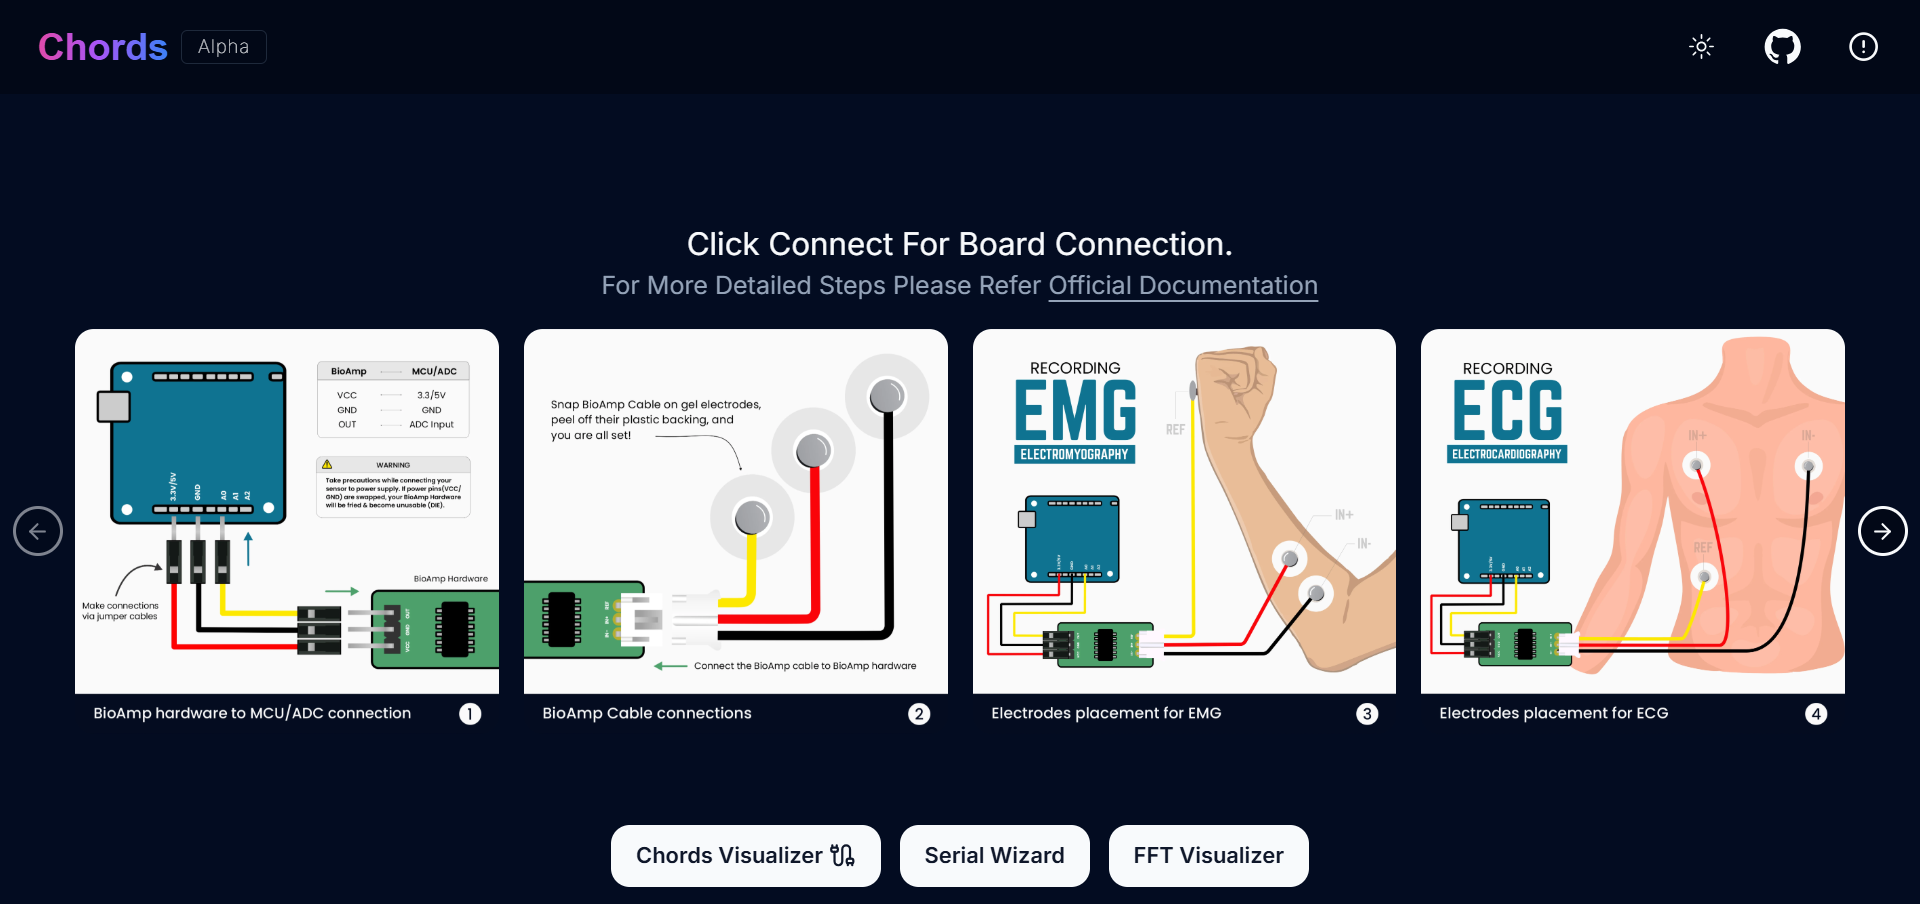 Chords
Alpha
Click Connect For Board Connection.
For More Detailed Steps Please Refer Official Documentation
BioAmp MCU/ADC
VCC 3.3/5V
GND GND
OUT ADC Input
WARNING
Take precautions while connecting your
sensor to power supply. If power pins(VCC/
GND) are swapped, your BioAmp Hardware
will be fried & become unusable (DIE).
3.3V/5V
GND
A0
A1
A2
Make connections
via jumper cables
BioAmp Hardware
OUT
GND
VCC
BioAmp hardware to MCU/ADC connection 1
Snap BioAmp Cable on gel electrodes,
peel off their plastic backing, and
you are all set!
REF
IN+
IN-
Connect the BioAmp cable to BioAmp hardware
BioAmp Cable connections 2
RECORDING
EMG
ELECTROMYOGRAPHY
REF
IN+
IN-
Electrodes placement for EMG 3
RECORDING
ECG
ELECTROCARDIOGRAPHY
IN+
IN-
REF
Electrodes placement for ECG 4
Chords Visualizer
Serial Wizard
FFT Visualizer